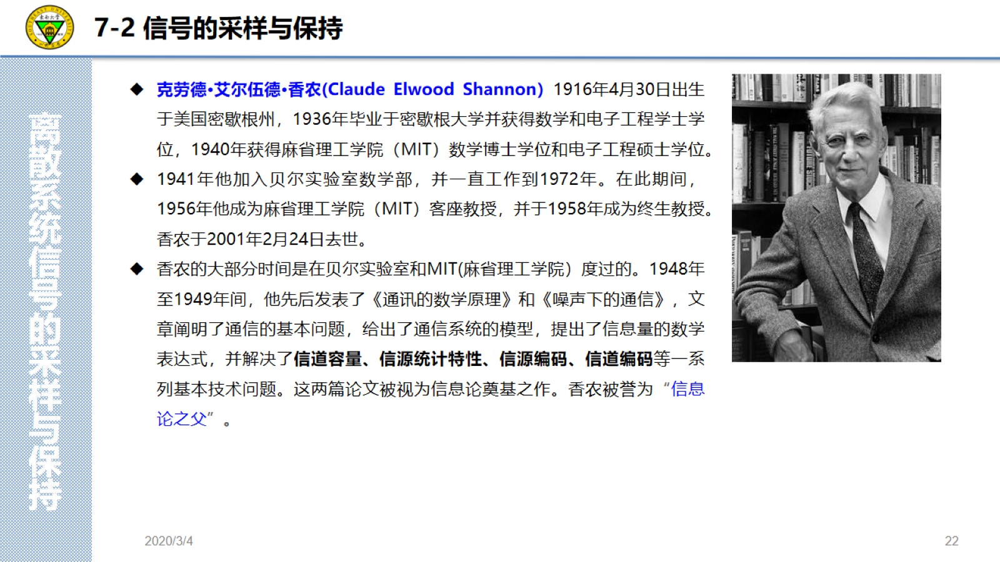 7-2 信号的采样与保持
离散系统信号的采样与保持
◆ 克劳德•艾尔伍德•香农(Claude Elwood Shannon) 1916年4月30日出生
于美国密歇根州，1936年毕业于密歇根大学并获得数学和电子工程学士学
位，1940年获得麻省理工学院（MIT）数学博士学位和电子工程硕士学位。
◆ 1941年他加入贝尔实验室数学部，并一直工作到1972年。在此期间，
1956年他成为麻省理工学院（MIT）客座教授，并于1958年成为终生教授。
香农于2001年2月24日去世。
◆ 香农的大部分时间是在贝尔实验室和MIT(麻省理工学院）度过的。1948年
至1949年间，他先后发表了《通讯的数学原理》和《噪声下的通信》，文
章阐明了通信的基本问题，给出了通信系统的模型，提出了信息量的数学
表达式，并解决了信道容量、信源统计特性、信源编码、信道编码等一系
列基本技术问题。这两篇论文被视为信息论奠基之作。香农被誉为“信息
论之父”。
2020/3/4
22